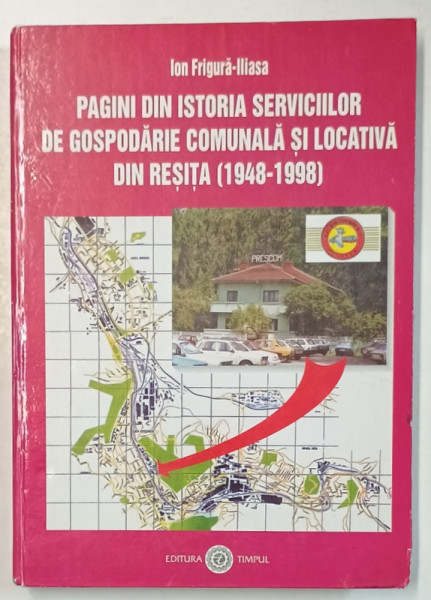 Ion Frigură-Iliasa
PAGINI DIN ISTORIA SERVICIILOR
DE GOSPODĂRIE COMUNALĂ ȘI LOCATIVĂ
DIN REȘIȚA (1948-1998)
PRESCOM
EDITURA TIMPUL